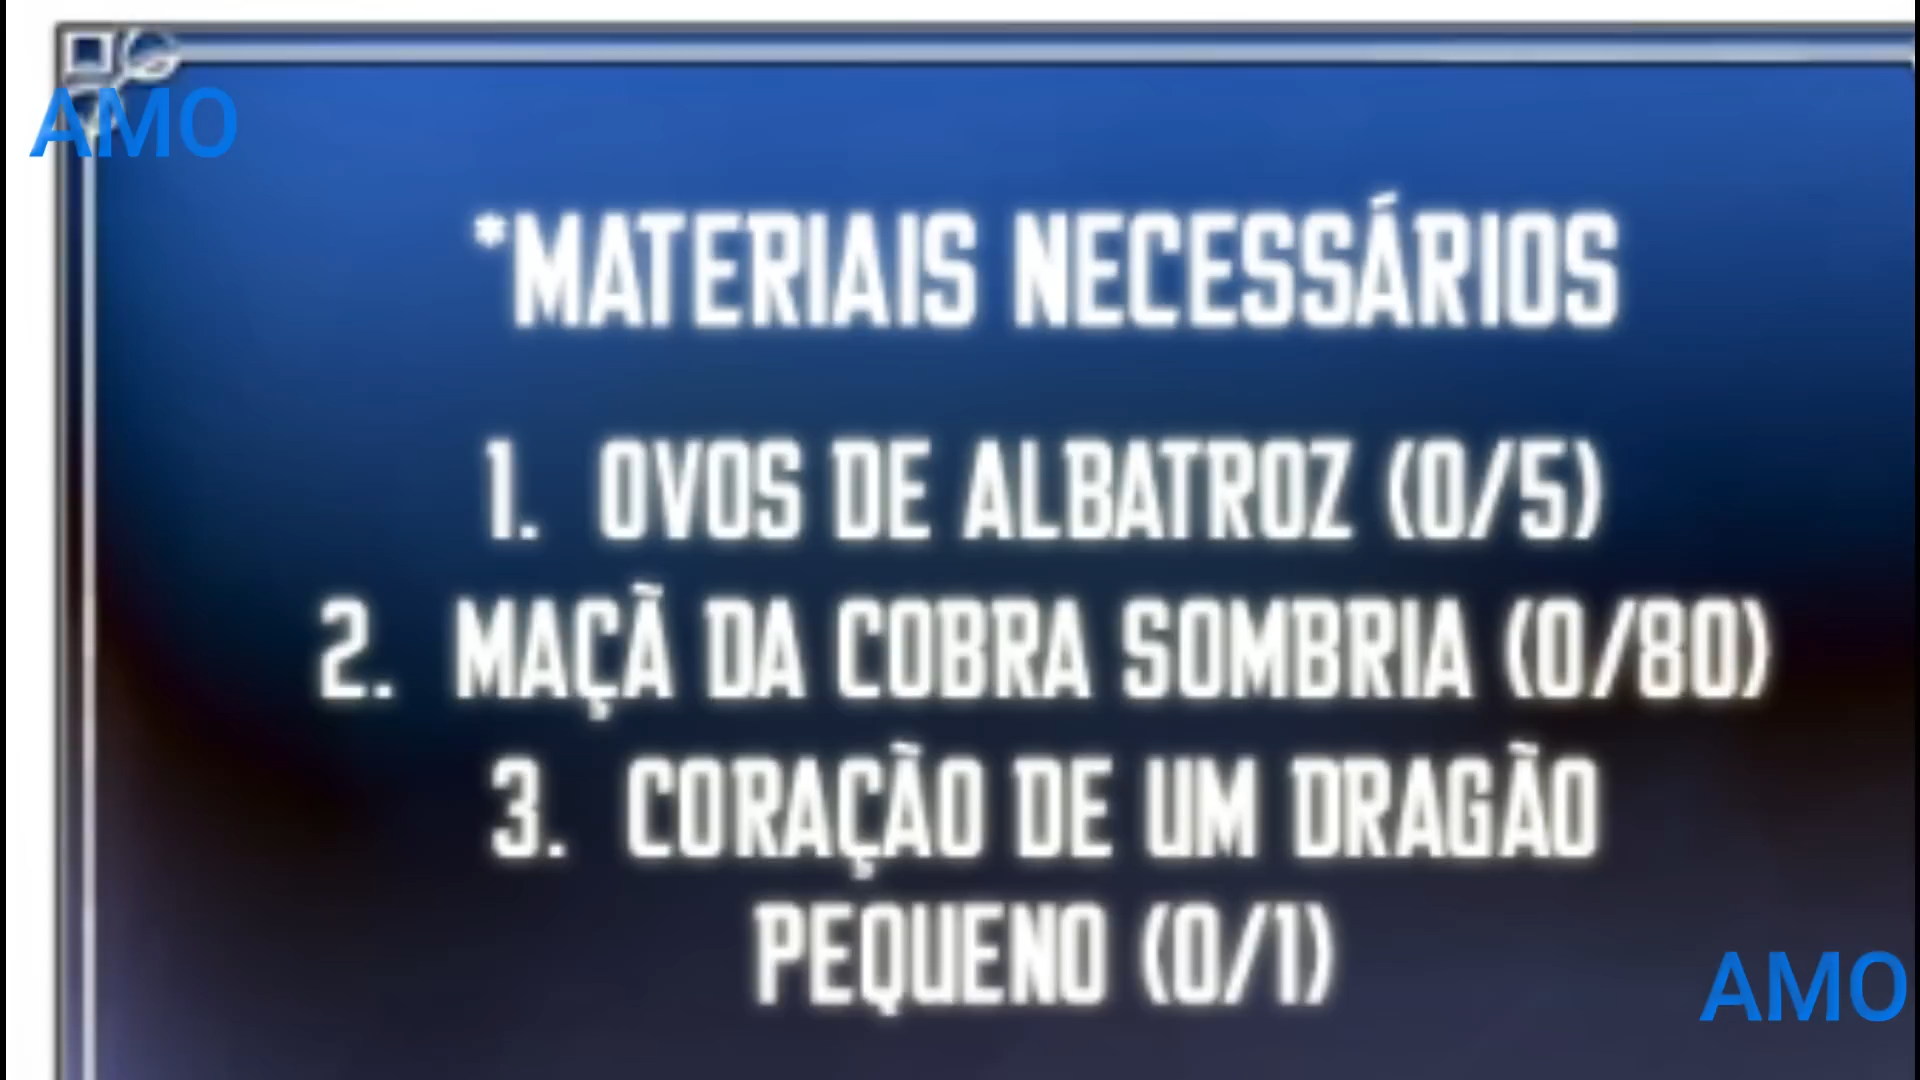 AMO
*MATERIAIS NECESSÁRIOS
1. OVOS DE ALBATROZ (0/5)
2. MAÇÃ DA COBRA SOMBRIA (0/80)
3. CORAÇÃO DE UM DRAGÃO
PEQUENO (0/1)
AMO